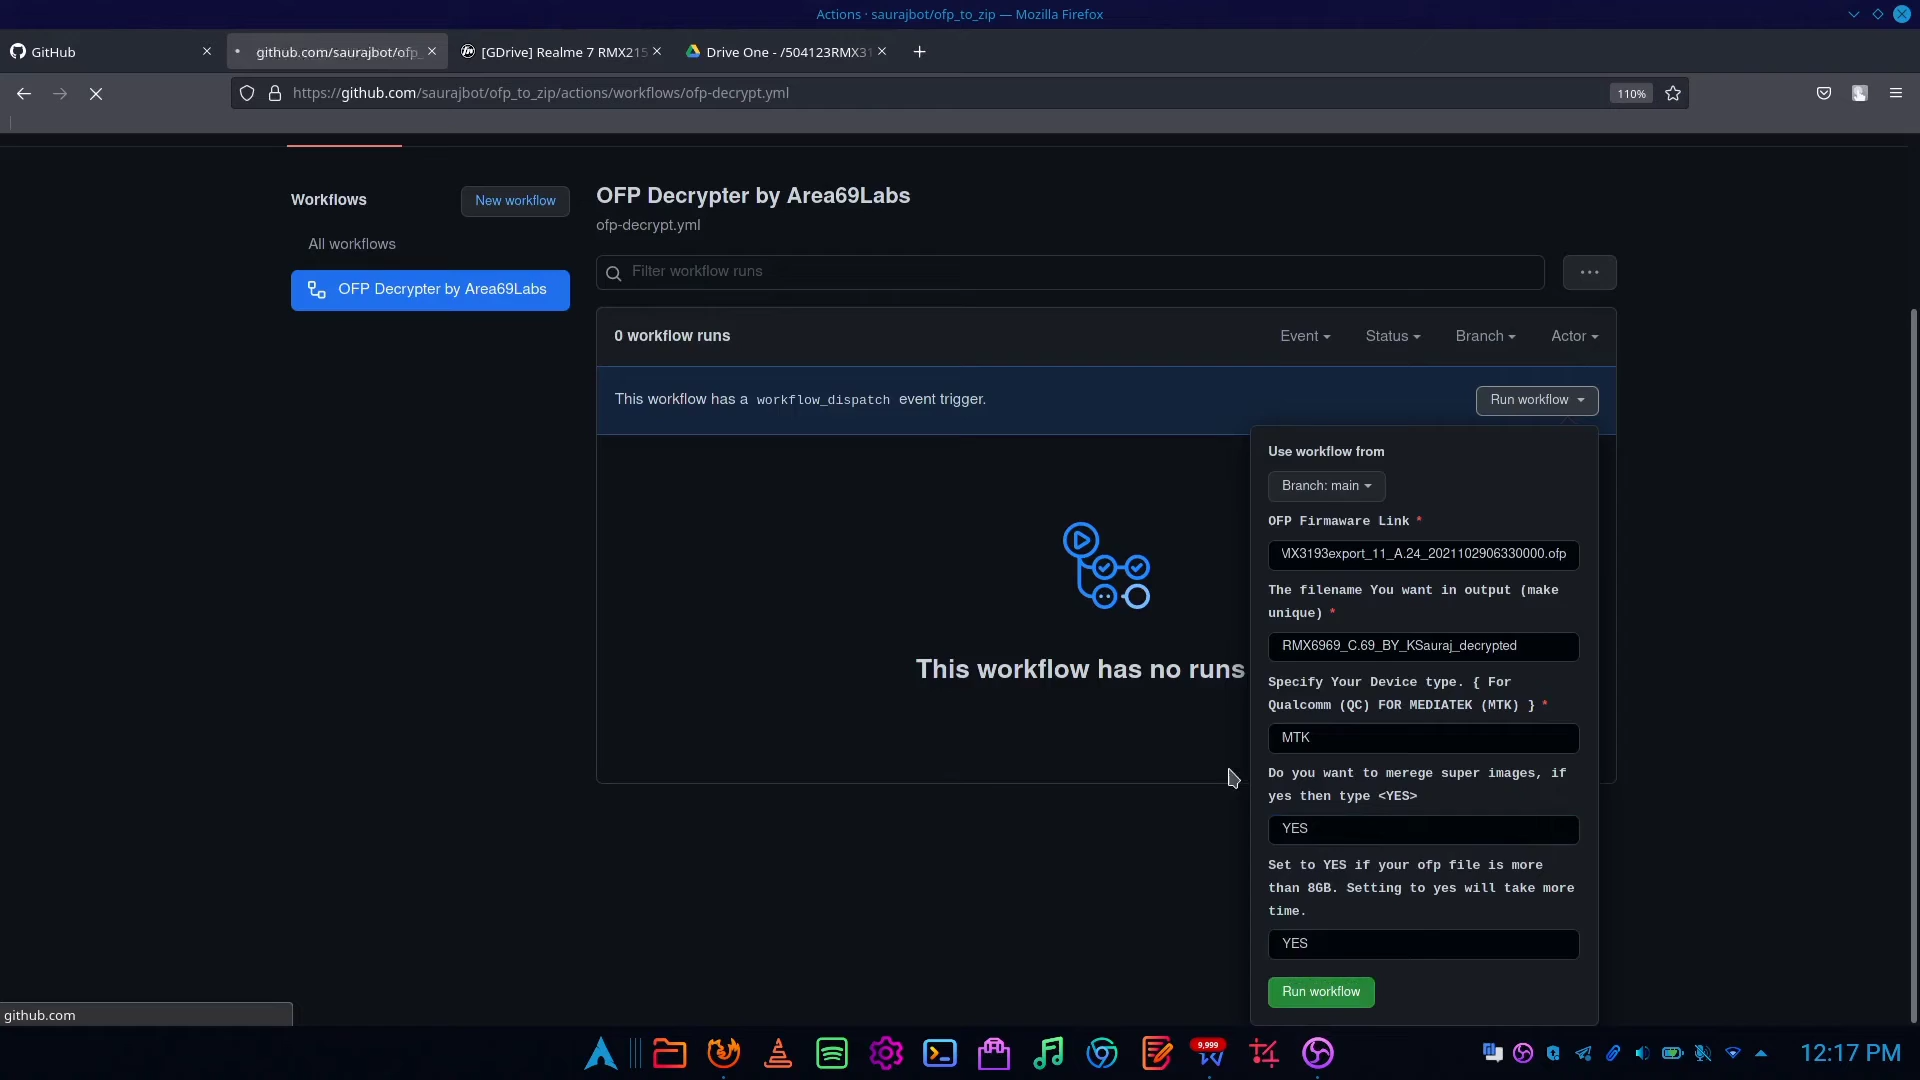 Actions · saurajbot/ofp_to_zip — Mozilla Firefox
GitHub
github.com/saurajbot/ofp_
[GDrive] Realme 7 RMX215
Drive One - /504123RMX31
https://github.com/saurajbot/ofp_to_zip/actions/workflows/ofp-decrypt.yml
110%
Workflows
New workflow
All workflows
OFP Decrypter by Area69Labs
OFP Decrypter by Area69Labs
ofp-decrypt.yml
Filter workflow runs
0 workflow runs
Event
Status
Branch
Actor
This workflow has a workflow_dispatch event trigger.
Run workflow
This workflow has no runs
Use workflow from
Branch: main
OFP Firmaware Link *
MX3193export_11_A.24_2021102906330000.ofp
The filename You want in output (make
unique) *
RMX6969_C.69_BY_KSauraj_decrypted
Specify Your Device type. { For
Qualcomm (QC) FOR MEDIATEK (MTK) } *
MTK
Do you want to merege super images, if
yes then type <YES>
YES
Set to YES if your ofp file is more
than 8GB. Setting to yes will take more
time.
YES
Run workflow
github.com
9,999
12:17 PM